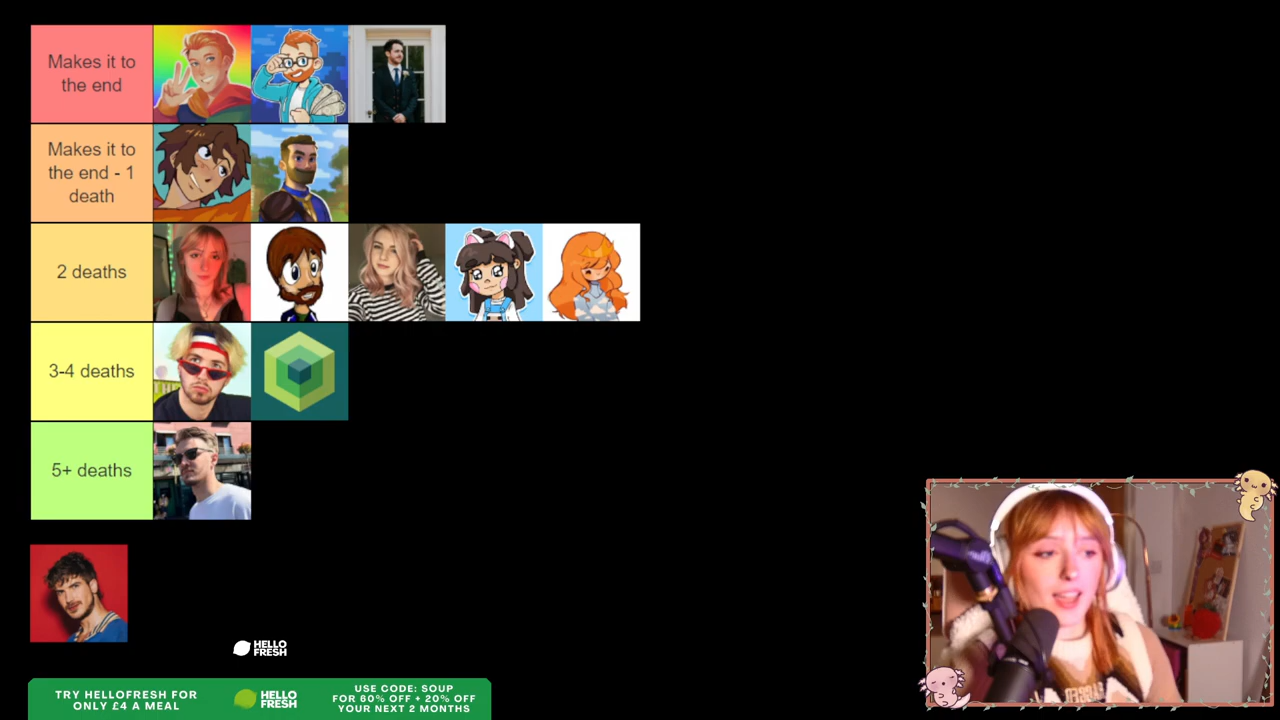 Makes it to
the end
Makes it to
the end - 1
death
2 deaths
3-4 deaths
5+ deaths
HELLO
FRESH
TRY HELLOFRESH FOR
ONLY £4 A MEAL
HELLO
FRESH
USE CODE: SOUP
FOR 60% OFF + 20% OFF
YOUR NEXT 2 MONTHS